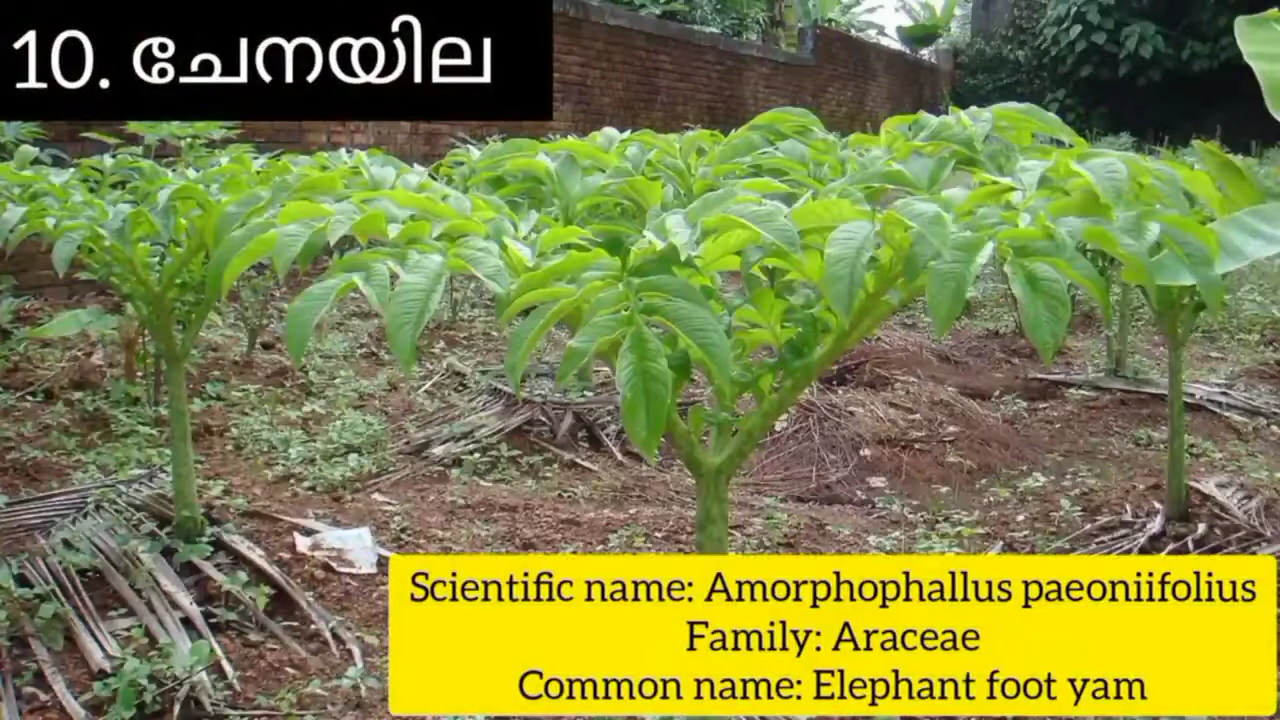 10. ചേനയില
Scientific name: Amorphophallus paeoniifolius
Family: Araceae
Common name: Elephant foot yam